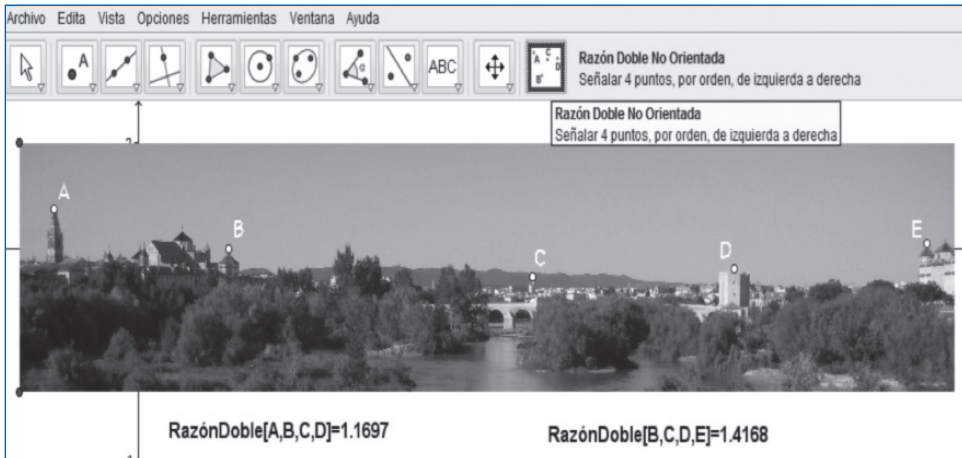 Archivo Edita Vista Opciones Herramientas Ventana Ayuda
A
α
ABC
A C D
B
Razón Doble No Orientada
Señalar 4 puntos, por orden, de izquierda a derecha
Razón Doble No Orientada
Señalar 4 puntos, por orden, de izquierda a derecha
A
B
C
D
E
RazónDoble[A,B,C,D]=1.1697
RazónDoble[B,C,D,E]=1.4168